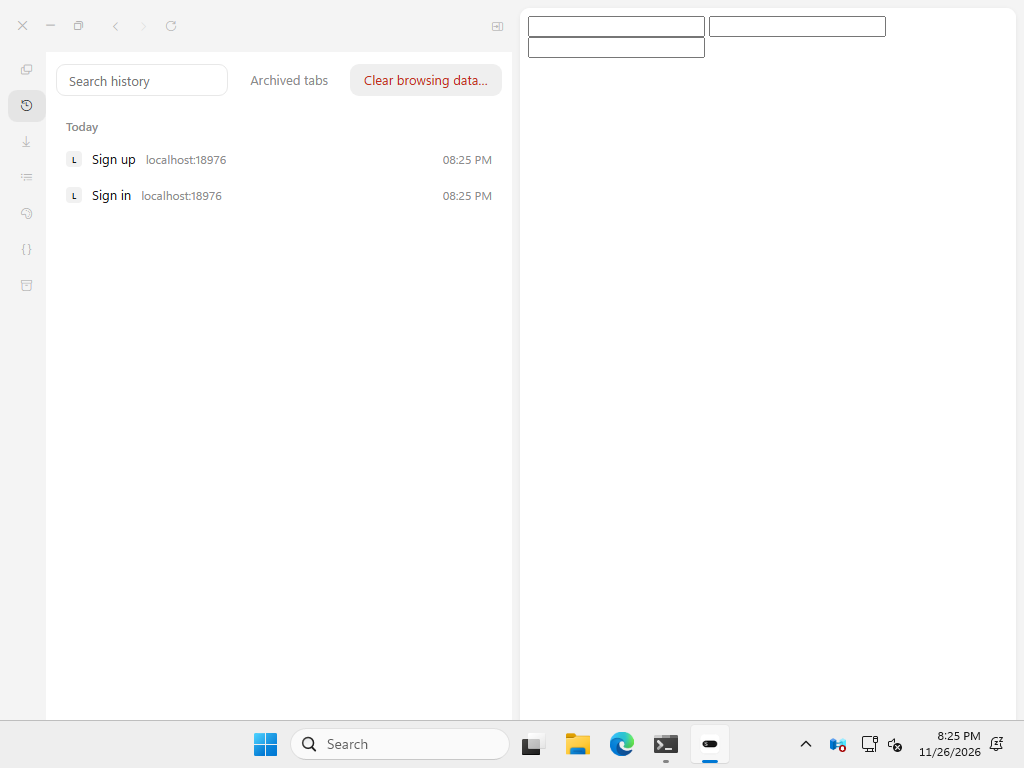 Search history
Archived tabs
Clear browsing data...
Today
L Sign up localhost:18976 08:25 PM
L Sign in localhost:18976 08:25 PM
Search
8:25 PM
11/26/2026